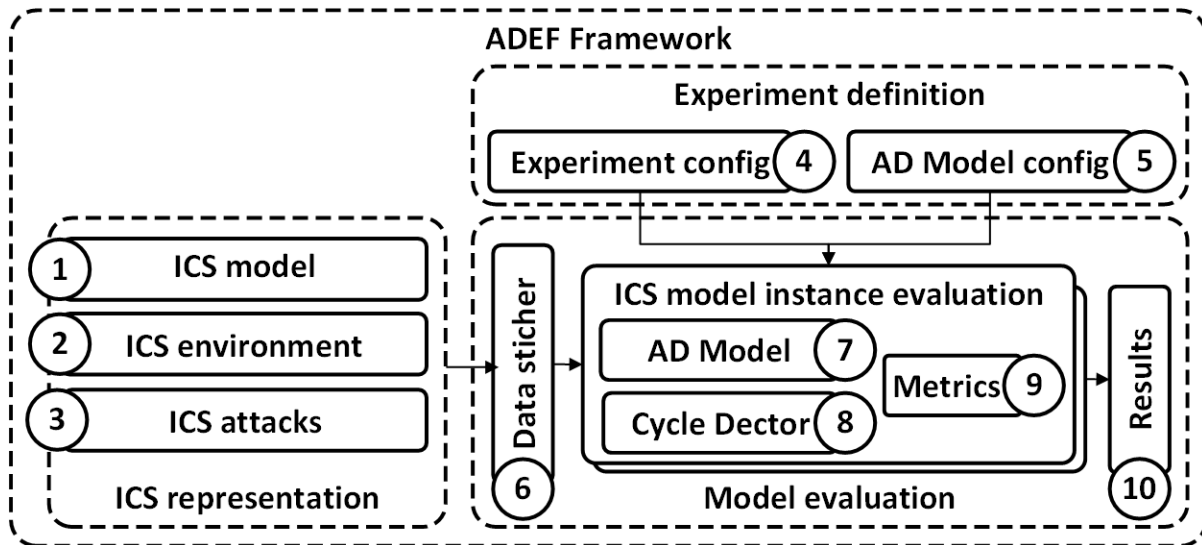 ADEF Framework
Experiment definition
Experiment config 4
AD Model config 5
1 ICS model
2 ICS environment
3 ICS attacks
ICS representation
Data sticher 6
ICS model instance evaluation
AD Model 7
Cycle Dector 8
Metrics 9
Results 10
Model evaluation